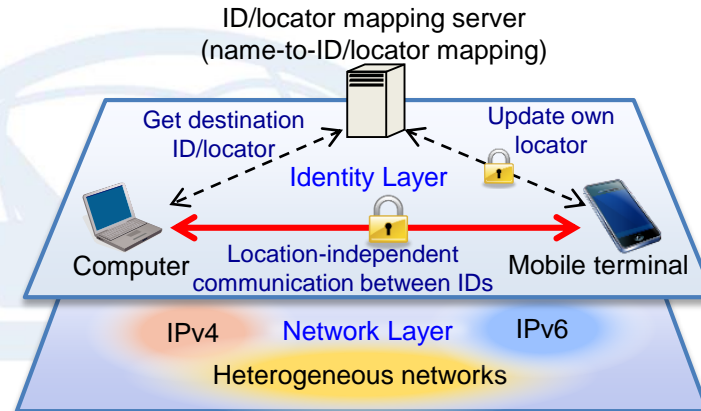 ID/locator mapping server
(name-to-ID/locator mapping)
Get destination
ID/locator
Update own
locator
Identity Layer
Computer
Location-independent
communication between IDs
Mobile terminal
IPv4
Network Layer
IPv6
Heterogeneous networks